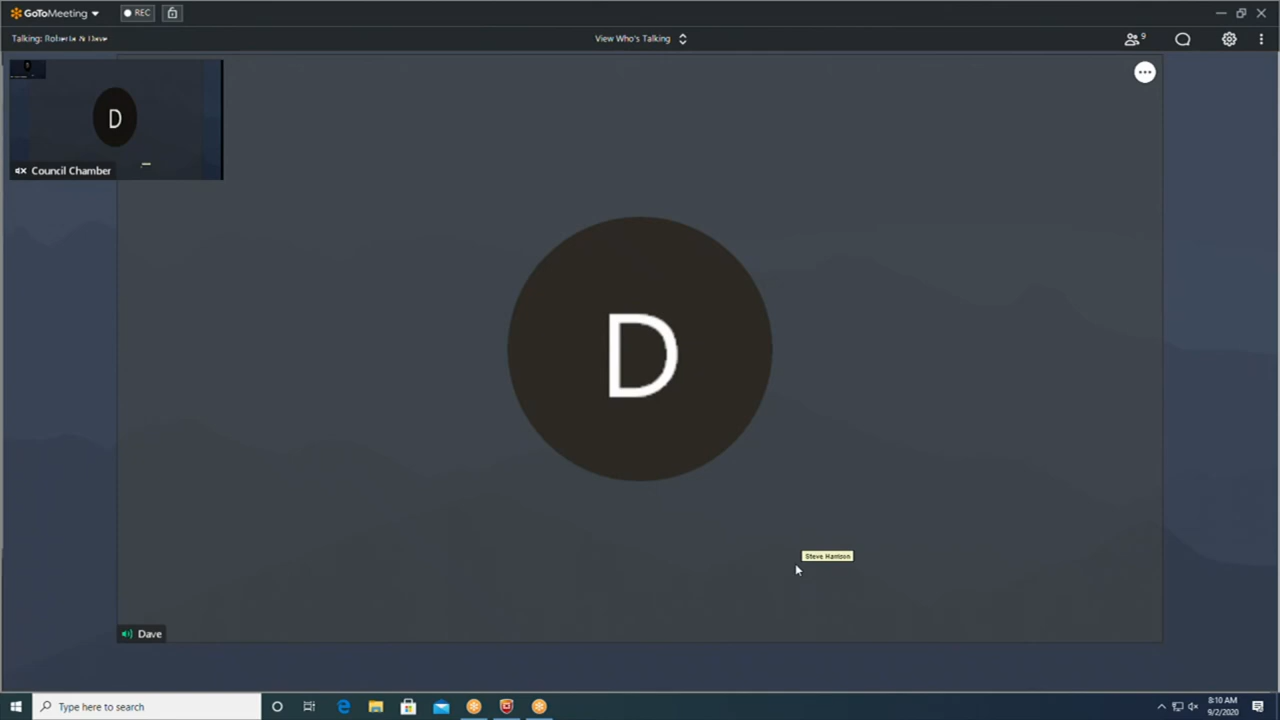 GoToMeeting
REC
Talking: Roberta & Dave
View Who's Talking
9
D
Council Chamber
D
Steve Harrison
Dave
Type here to search
8:10 AM
9/2/2020